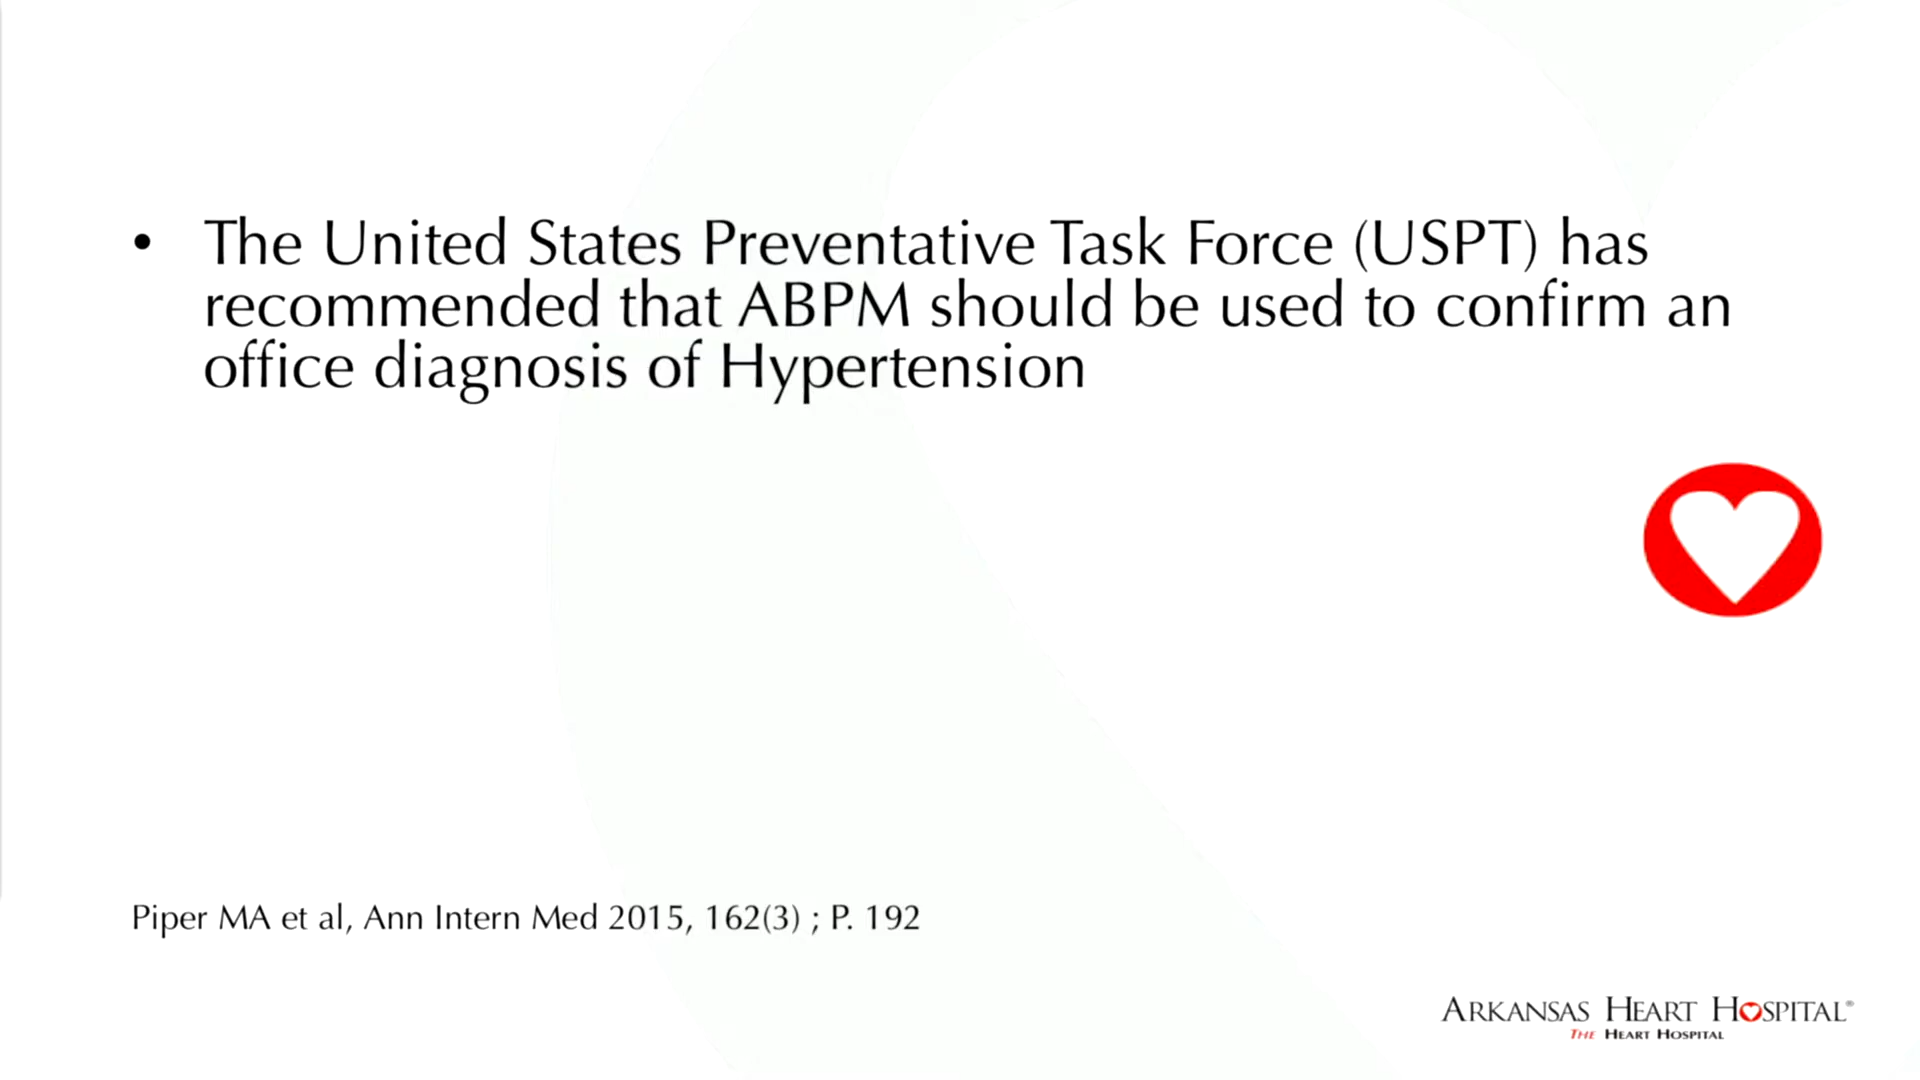 • The United States Preventative Task Force (USPT) has
recommended that ABPM should be used to confirm an
office diagnosis of Hypertension
Piper MA et al, Ann Intern Med 2015, 162(3) ; P. 192
ARKANSAS HEART HOSPITAL®
THE HEART HOSPITAL